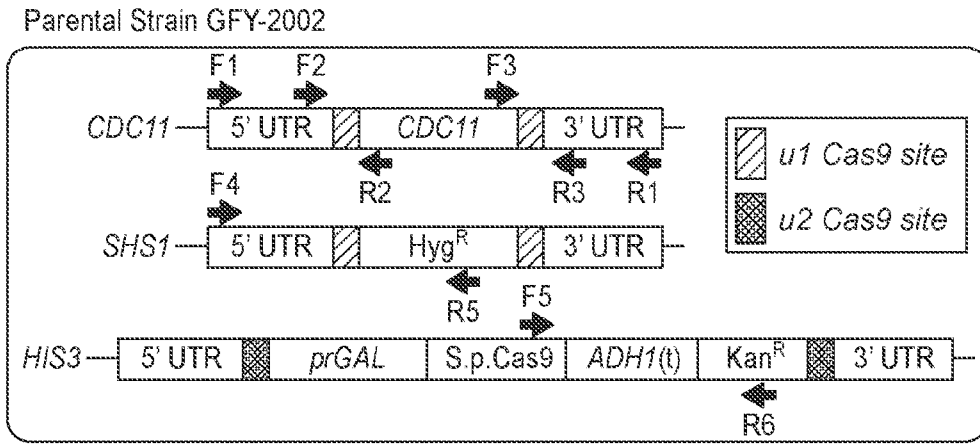 Parental Strain GFY-2002
F1 F2 F3
CDC11 5' UTR CDC11 3' UTR
R2 R3 R1
F4
SHS1 5' UTR Hyg^R 3' UTR
R5 F5
HIS3 5' UTR prGAL S.p.Cas9 ADH1(t) Kan^R 3' UTR
R6
u1 Cas9 site
u2 Cas9 site